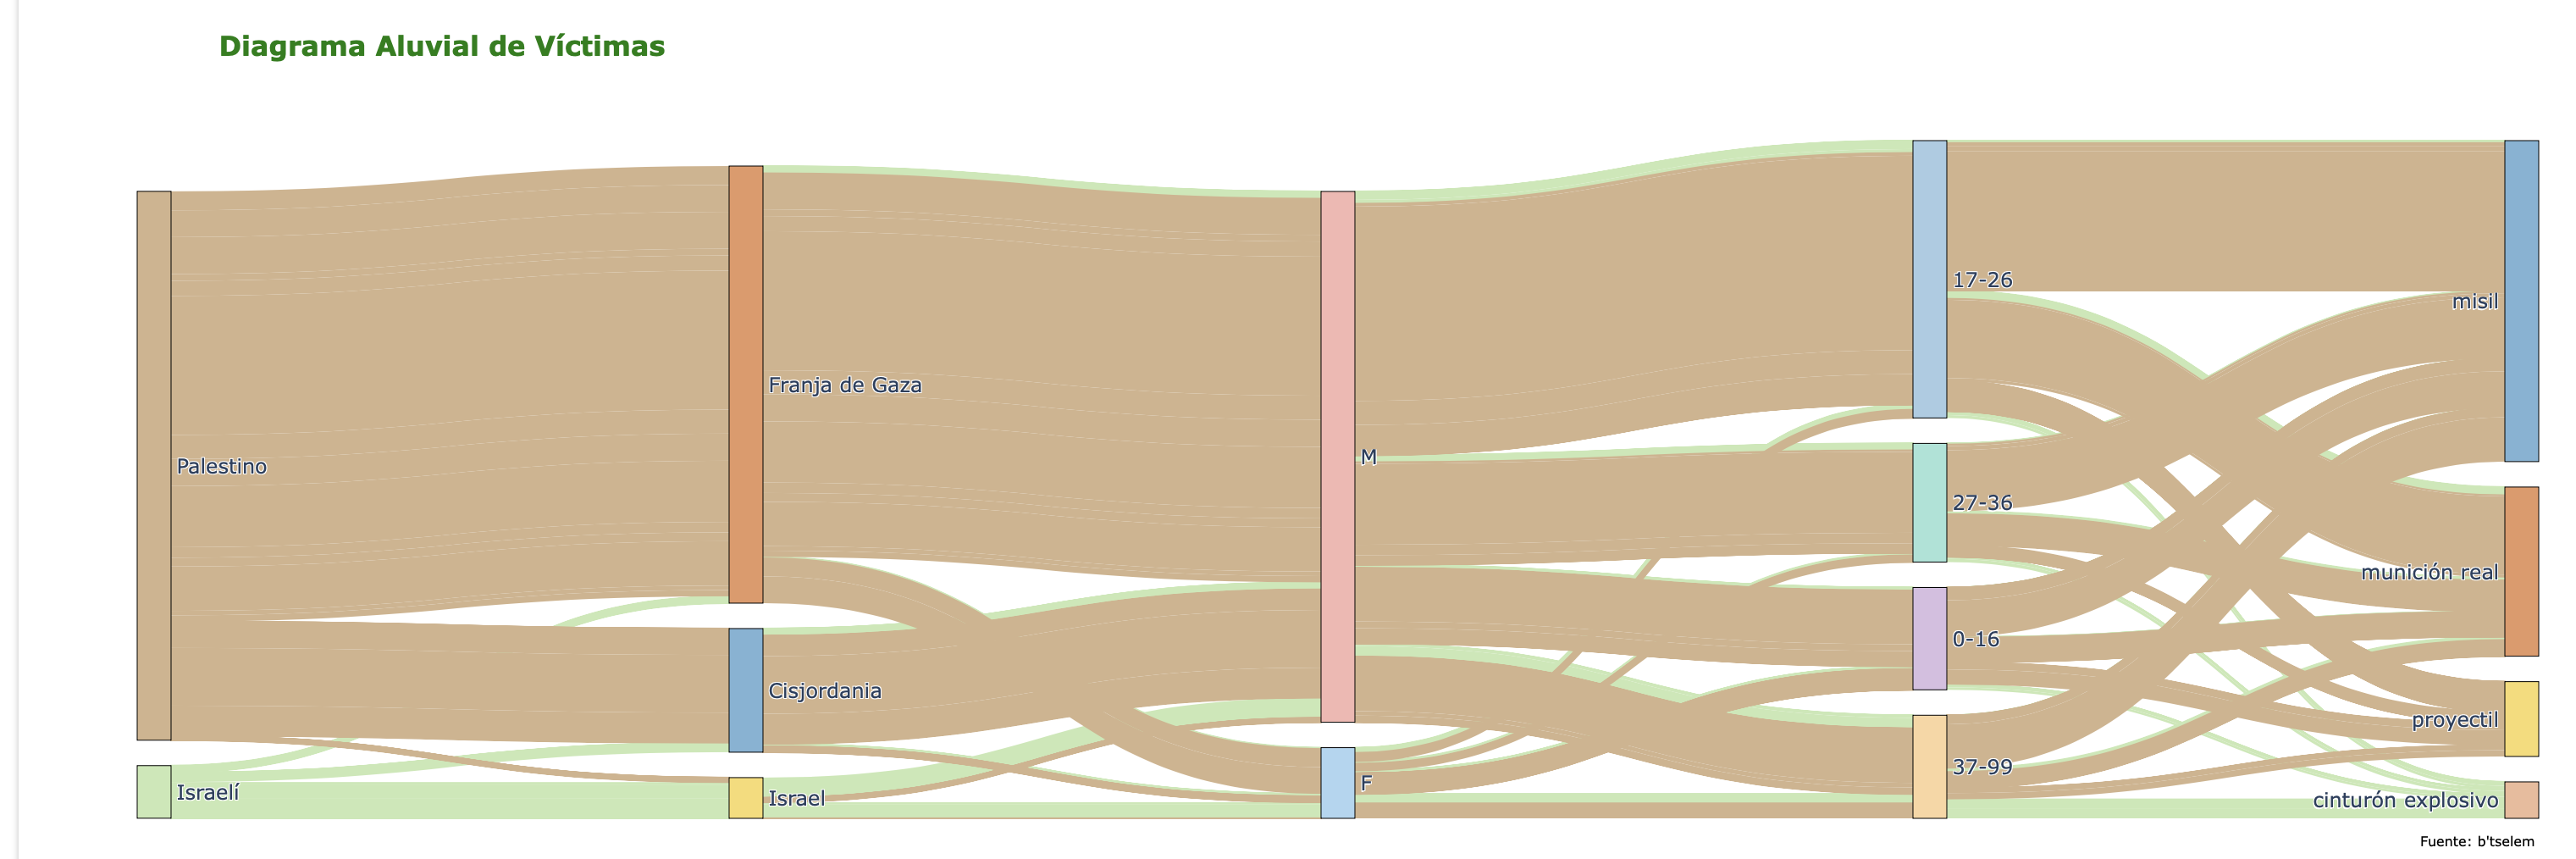 Diagrama Aluvial de Víctimas
Palestino
Israelí
Franja de Gaza
Cisjordania
Israel
M
F
17-26
27-36
0-16
37-99
misil
munición real
proyectil
cinturón explosivo
Fuente: b'tselem